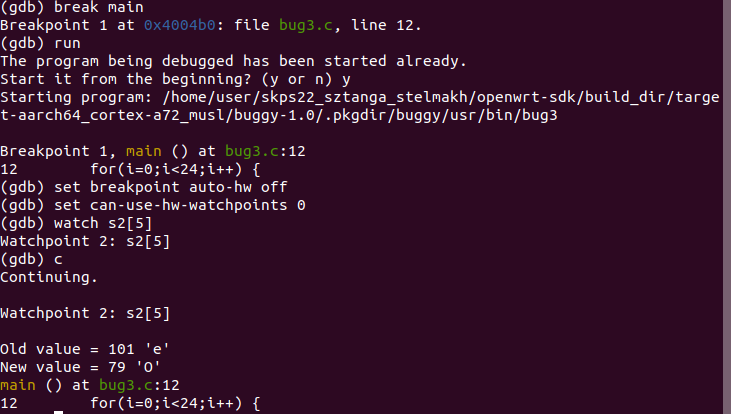 (gdb) break main
Breakpoint 1 at 0x4004b0: file bug3.c, line 12.
(gdb) run
The program being debugged has been started already.
Start it from the beginning? (y or n) y
Starting program: /home/user/skps22_sztanga_stelmakh/openwrt-sdk/build_dir/targe
t-aarch64_cortex-a72_musl/buggy-1.0/.pkgdir/buggy/usr/bin/bug3

Breakpoint 1, main () at bug3.c:12
12        for(i=0;i<24;i++) {
(gdb) set breakpoint auto-hw off
(gdb) set can-use-hw-watchpoints 0
(gdb) watch s2[5]
Watchpoint 2: s2[5]
(gdb) c
Continuing.

Watchpoint 2: s2[5]

Old value = 101 'e'
New value = 79 'O'
main () at bug3.c:12
12        for(i=0;i<24;i++) {